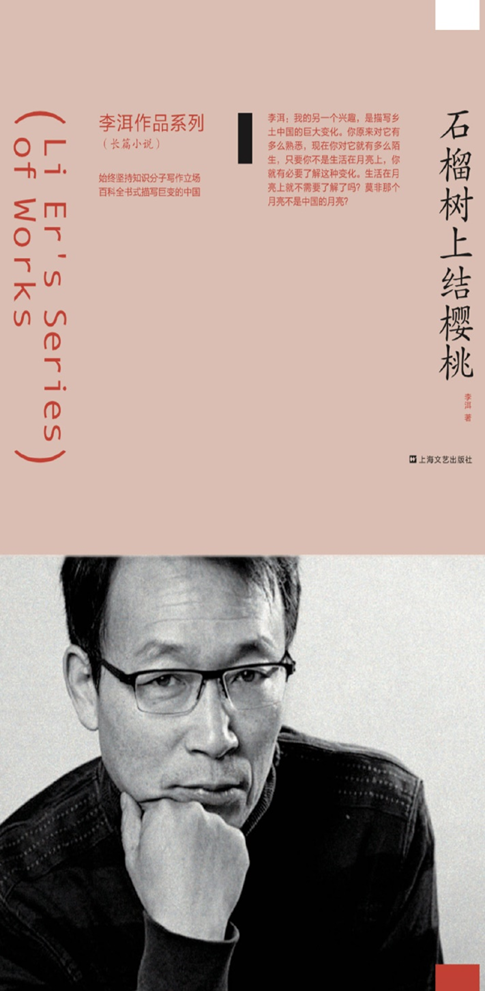 石榴树上结樱桃
李洱 著
上海文艺出版社
李洱：我的另一个兴趣，是描写乡
土中国的巨大变化。你原来对它有
多么熟悉，现在你对它就有多么陌
生，只要你不是生活在月亮上，你
就有必要了解这种变化。生活在月
亮上就不需要了解了吗？莫非那个
月亮不是中国的月亮？
李洱作品系列
（长篇小说）
始终坚持知识分子写作立场
百科全书式描写巨变的中国
(Li Er's Series)
of Works